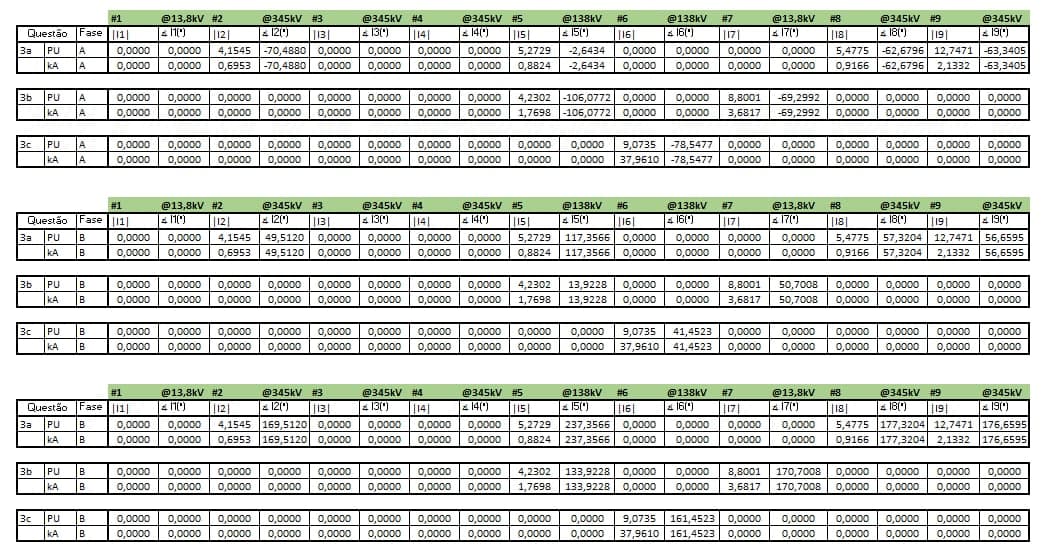 #1 @13,8kV #2 @345kV #3 @345kV #4 @345kV #5 @138kV #6 @138kV #7 @13,8kV #8 @345kV #9 @345kV
Questão Fase |I1| ∡ I1(°) |I2| ∡ I2(°) |I3| ∡ I3(°) |I4| ∡ I4(°) |I5| ∡ I5(°) |I6| ∡ I6(°) |I7| ∡ I7(°) |I8| ∡ I8(°) |I9| ∡ I9(°)
3a PU A 0,0000 0,0000 4,1545 -70,4880 0,0000 0,0000 0,0000 0,0000 5,2729 -2,6434 0,0000 0,0000 0,0000 0,0000 5,4775 -62,6796 12,7471 -63,3405
kA A 0,0000 0,0000 0,6953 -70,4880 0,0000 0,0000 0,0000 0,0000 0,8824 -2,6434 0,0000 0,0000 0,0000 0,0000 0,9166 -62,6796 2,1332 -63,3405
3b PU A 0,0000 0,0000 0,0000 0,0000 0,0000 0,0000 0,0000 0,0000 4,2302 -106,0772 0,0000 0,0000 8,8001 -69,2992 0,0000 0,0000 0,0000 0,0000
kA A 0,0000 0,0000 0,0000 0,0000 0,0000 0,0000 0,0000 0,0000 1,7698 -106,0772 0,0000 0,0000 3,6817 -69,2992 0,0000 0,0000 0,0000 0,0000
3c PU A 0,0000 0,0000 0,0000 0,0000 0,0000 0,0000 0,0000 0,0000 0,0000 0,0000 9,0735 -78,5477 0,0000 0,0000 0,0000 0,0000 0,0000 0,0000
kA A 0,0000 0,0000 0,0000 0,0000 0,0000 0,0000 0,0000 0,0000 0,0000 0,0000 37,9610 -78,5477 0,0000 0,0000 0,0000 0,0000 0,0000 0,0000
#1 @13,8kV #2 @345kV #3 @345kV #4 @345kV #5 @138kV #6 @138kV #7 @13,8kV #8 @345kV #9 @345kV
Questão Fase |I1| ∡ I1(°) |I2| ∡ I2(°) |I3| ∡ I3(°) |I4| ∡ I4(°) |I5| ∡ I5(°) |I6| ∡ I6(°) |I7| ∡ I7(°) |I8| ∡ I8(°) |I9| ∡ I9(°)
3a PU B 0,0000 0,0000 4,1545 49,5120 0,0000 0,0000 0,0000 0,0000 5,2729 117,3566 0,0000 0,0000 0,0000 0,0000 5,4775 57,3204 12,7471 56,6595
kA B 0,0000 0,0000 0,6953 49,5120 0,0000 0,0000 0,0000 0,0000 0,8824 117,3566 0,0000 0,0000 0,0000 0,0000 0,9166 57,3204 2,1332 56,6595
3b PU B 0,0000 0,0000 0,0000 0,0000 0,0000 0,0000 0,0000 0,0000 4,2302 13,9228 0,0000 0,0000 8,8001 50,7008 0,0000 0,0000 0,0000 0,0000
kA B 0,0000 0,0000 0,0000 0,0000 0,0000 0,0000 0,0000 0,0000 1,7698 13,9228 0,0000 0,0000 3,6817 50,7008 0,0000 0,0000 0,0000 0,0000
3c PU B 0,0000 0,0000 0,0000 0,0000 0,0000 0,0000 0,0000 0,0000 0,0000 0,0000 9,0735 41,4523 0,0000 0,0000 0,0000 0,0000 0,0000 0,0000
kA B 0,0000 0,0000 0,0000 0,0000 0,0000 0,0000 0,0000 0,0000 0,0000 0,0000 37,9610 41,4523 0,0000 0,0000 0,0000 0,0000 0,0000 0,0000
#1 @13,8kV #2 @345kV #3 @345kV #4 @345kV #5 @138kV #6 @138kV #7 @13,8kV #8 @345kV #9 @345kV
Questão Fase |I1| ∡ I1(°) |I2| ∡ I2(°) |I3| ∡ I3(°) |I4| ∡ I4(°) |I5| ∡ I5(°) |I6| ∡ I6(°) |I7| ∡ I7(°) |I8| ∡ I8(°) |I9| ∡ I9(°)
3a PU B 0,0000 0,0000 4,1545 169,5120 0,0000 0,0000 0,0000 0,0000 5,2729 237,3566 0,0000 0,0000 0,0000 0,0000 5,4775 177,3204 12,7471 176,6595
kA B 0,0000 0,0000 0,6953 169,5120 0,0000 0,0000 0,0000 0,0000 0,8824 237,3566 0,0000 0,0000 0,0000 0,0000 0,9166 177,3204 2,1332 176,6595
3b PU B 0,0000 0,0000 0,0000 0,0000 0,0000 0,0000 0,0000 0,0000 4,2302 133,9228 0,0000 0,0000 8,8001 170,7008 0,0000 0,0000 0,0000 0,0000
kA B 0,0000 0,0000 0,0000 0,0000 0,0000 0,0000 0,0000 0,0000 1,7698 133,9228 0,0000 0,0000 3,6817 170,7008 0,0000 0,0000 0,0000 0,0000
3c PU B 0,0000 0,0000 0,0000 0,0000 0,0000 0,0000 0,0000 0,0000 0,0000 0,0000 9,0735 161,4523 0,0000 0,0000 0,0000 0,0000 0,0000 0,0000
kA B 0,0000 0,0000 0,0000 0,0000 0,0000 0,0000 0,0000 0,0000 0,0000 0,0000 37,9610 161,4523 0,0000 0,0000 0,0000 0,0000 0,0000 0,0000